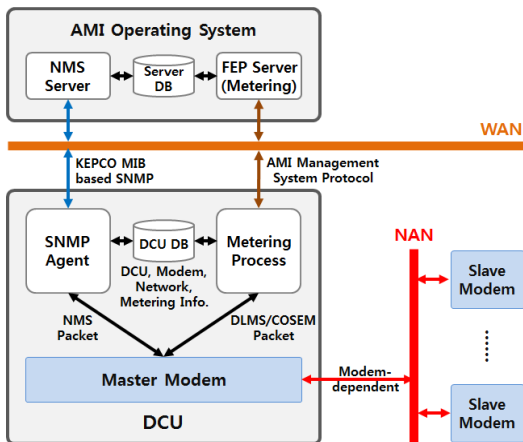 AMI Operating System
NMS
Server
Server
DB
FEP Server
(Metering)
WAN
KEPCO MIB
based SNMP
AMI Management
System Protocol
SNMP
Agent
DCU DB
Metering
Process
DCU, Modem,
Network,
Metering Info.
NMS
Packet
DLMS/COSEM
Packet
Master Modem
DCU
NAN
Modem-
dependent
Slave
Modem
Slave
Modem